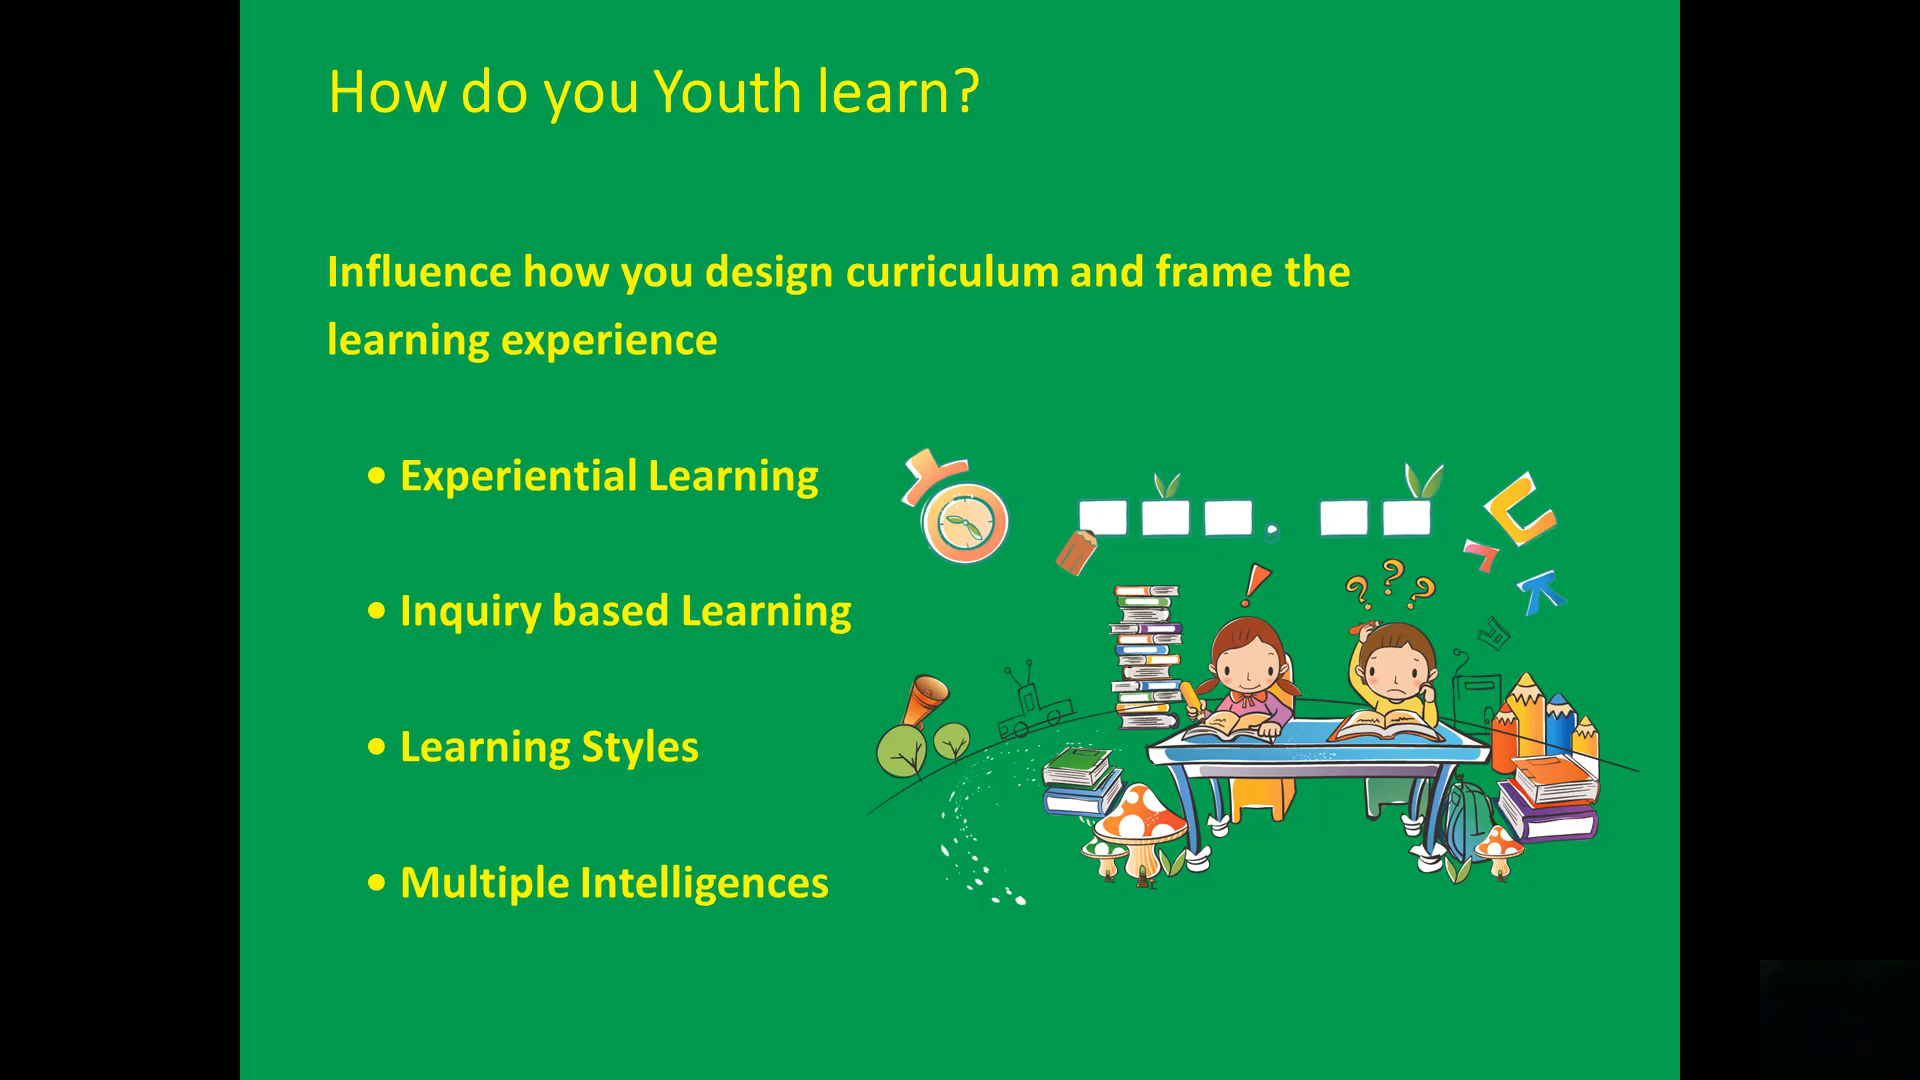 How do you Youth learn?
Influence how you design curriculum and frame the
learning experience
• Experiential Learning
• Inquiry based Learning
• Learning Styles
• Multiple Intelligences